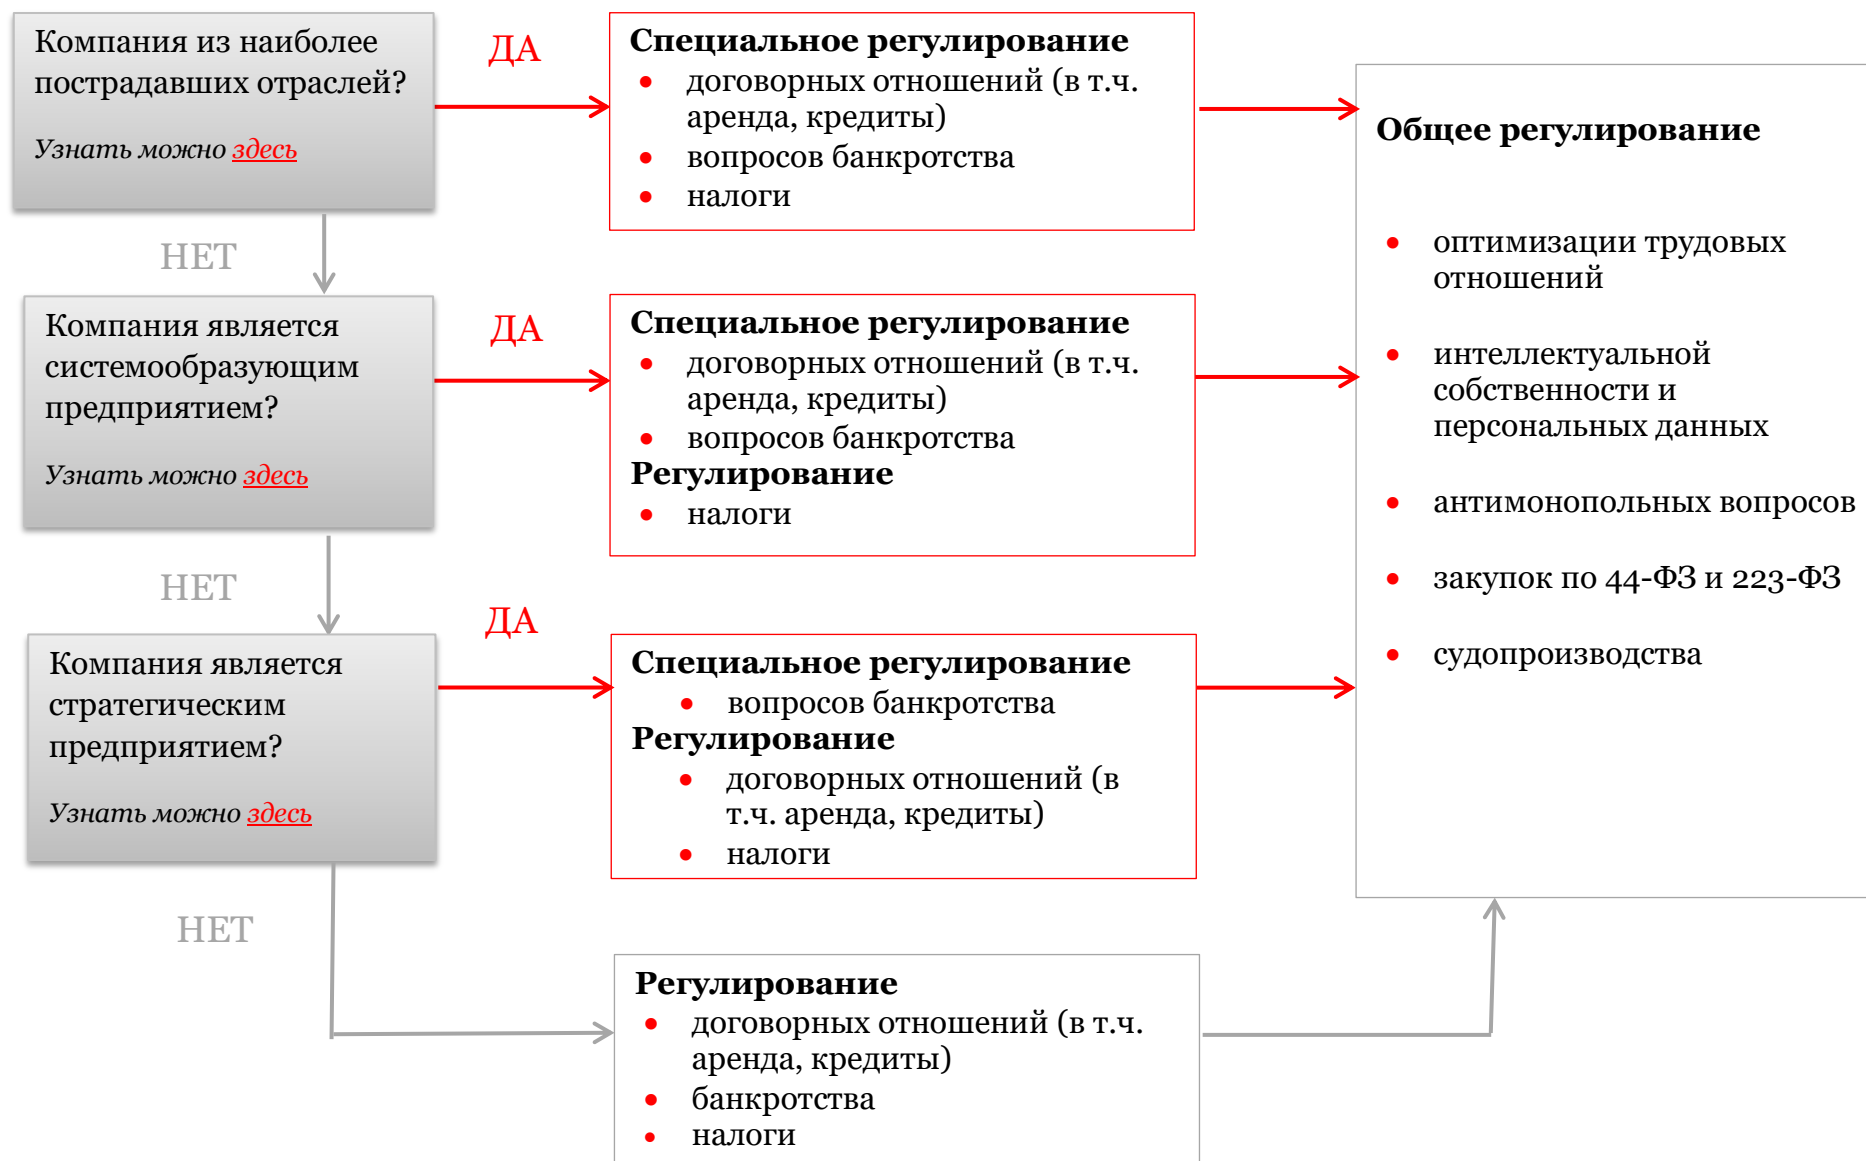 Компания из наиболее
пострадавших отраслей?
Узнать можно здесь
ДА
Специальное регулирование
• договорных отношений (в т.ч.
аренда, кредиты)
• вопросов банкротства
• налоги
НЕТ
Компания является
системообразующим
предприятием?
Узнать можно здесь
ДА
Специальное регулирование
• договорных отношений (в т.ч.
аренда, кредиты)
• вопросов банкротства
Регулирование
• налоги
НЕТ
Компания является
стратегическим
предприятием?
Узнать можно здесь
ДА
Специальное регулирование
• вопросов банкротства
Регулирование
• договорных отношений (в
т.ч. аренда, кредиты)
• налоги
НЕТ
Регулирование
• договорных отношений (в т.ч.
аренда, кредиты)
• банкротства
• налоги
Общее регулирование
• оптимизации трудовых
отношений
• интеллектуальной
собственности и
персональных данных
• антимонопольных вопросов
• закупок по 44-ФЗ и 223-ФЗ
• судопроизводства